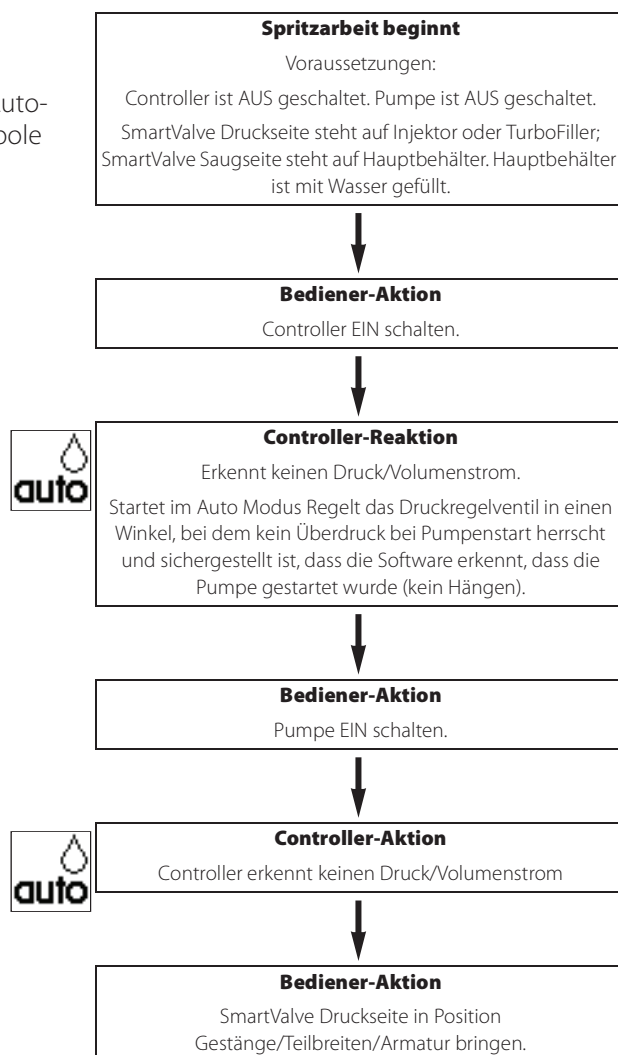 uto-
pole
Spritzarbeit beginnt
Voraussetzungen:
Controller ist AUS geschaltet. Pumpe ist AUS geschaltet.
SmartValve Druckseite steht auf Injektor oder TurboFiller;
SmartValve Saugseite steht auf Hauptbehälter. Hauptbehälter
ist mit Wasser gefüllt.
Bediener-Aktion
Controller EIN schalten.
auto
Controller-Reaktion
Erkennt keinen Druck/Volumenstrom.
Startet im Auto Modus Regelt das Druckregelventil in einen
Winkel, bei dem kein Überdruck bei Pumpenstart herrscht
und sichergestellt ist, dass die Software erkennt, dass die
Pumpe gestartet wurde (kein Hängen).
Bediener-Aktion
Pumpe EIN schalten.
auto
Controller-Aktion
Controller erkennt keinen Druck/Volumenstrom
Bediener-Aktion
SmartValve Druckseite in Position
Gestänge/Teilbreiten/Armatur bringen.